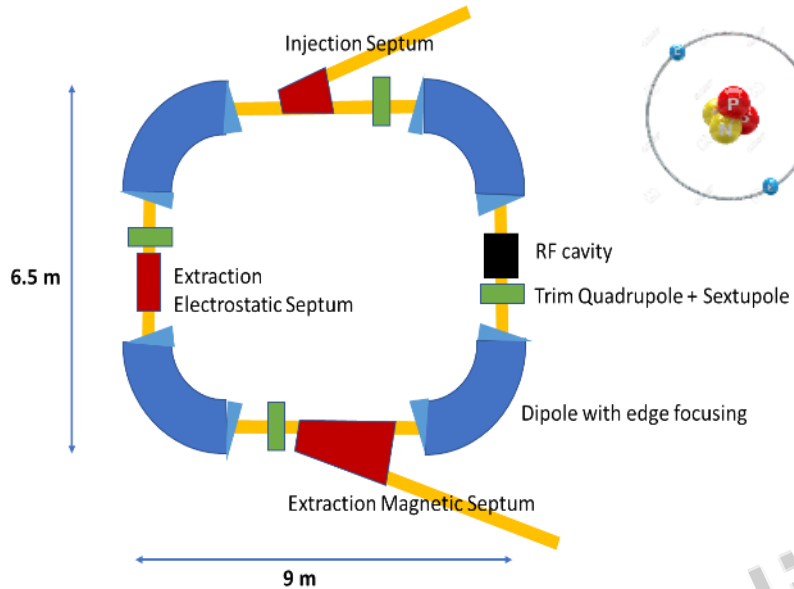 Injection Septum
E
P
P
N
E
6.5 m
Extraction
Electrostatic Septum
RF cavity
Trim Quadrupole + Sextupole
Dipole with edge focusing
Extraction Magnetic Septum
9 m